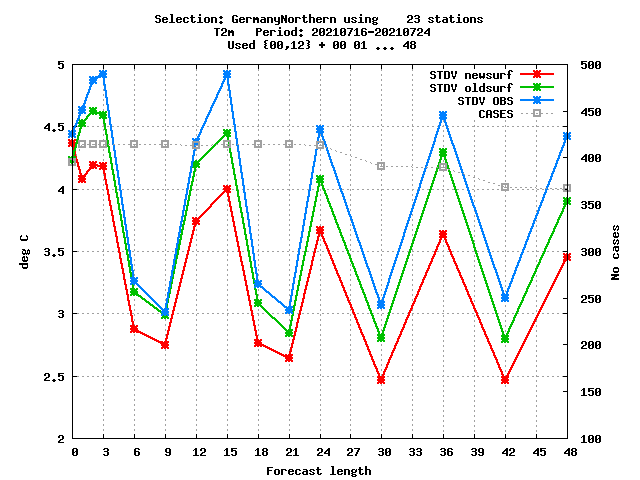 Selection: GermanyNorthern using    23 stations
T2m   Period: 20210716-20210724
Used {00,12} + 00 01 ... 48
STDV newsurf
STDV oldsurf
STDV OBS
CASES
5
4.5
4
3.5
3
2.5
2
deg C
500
450
400
350
300
250
200
150
100
No cases
0 3 6 9 12 15 18 21 24 27 30 33 36 39 42 45 48
Forecast length